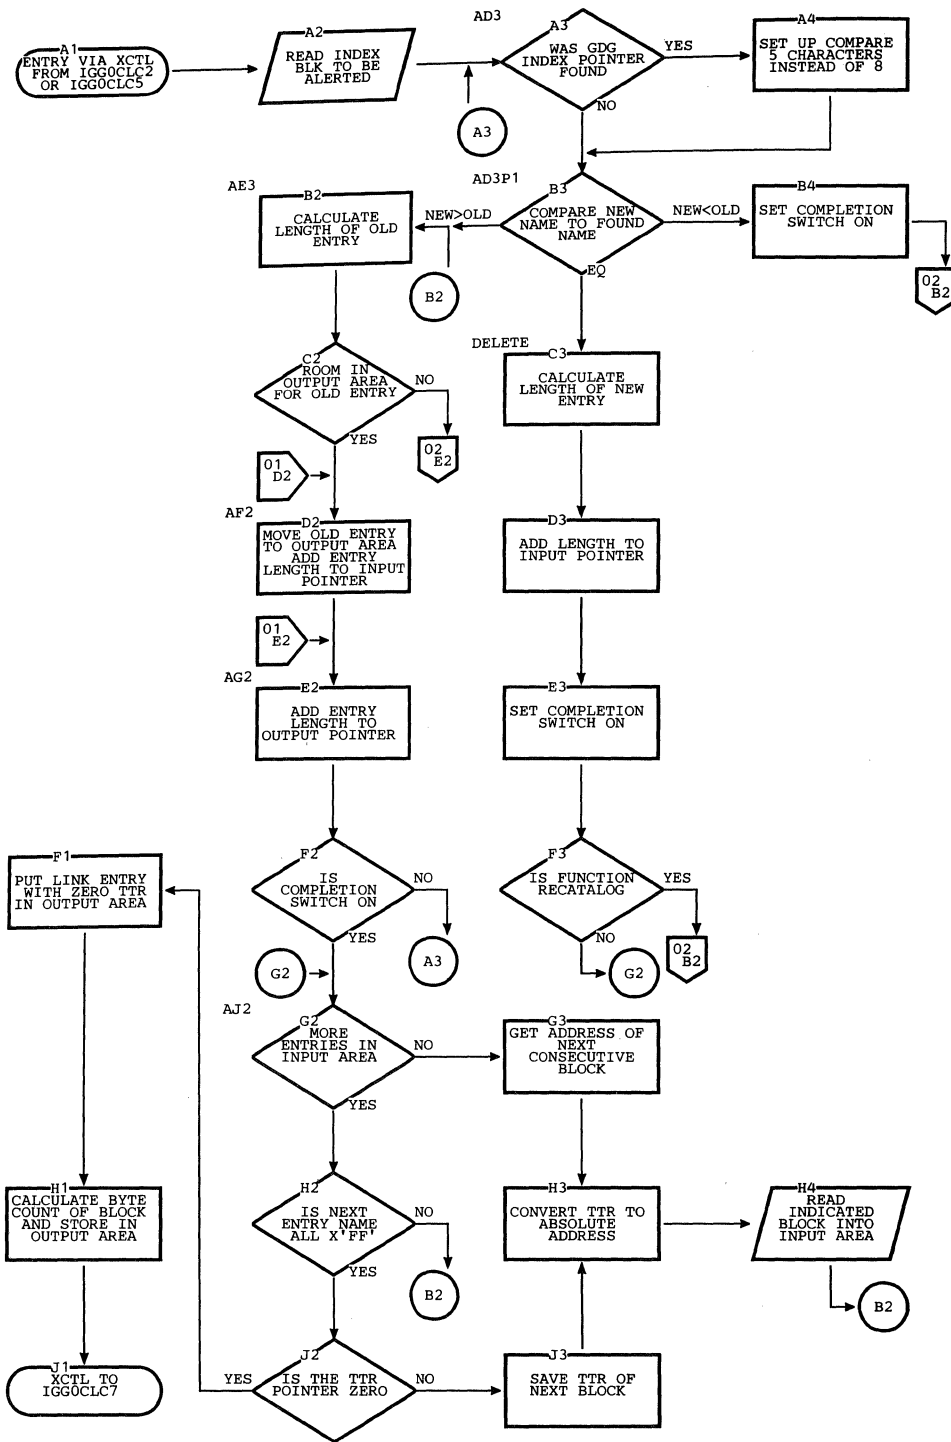 A1
ENTRY VIA XCTL
FROM IGG0CLC2
OR IGG0CLC5
A2
READ INDEX
BLK TO BE
ALERTED
AD3
A3
WAS GDG
INDEX POINTER
FOUND
YES
NO
A4
SET UP COMPARE
5 CHARACTERS
INSTEAD OF 8
A3
AE3
B2
CALCULATE
LENGTH OF OLD
ENTRY
AD3P1
B3
COMPARE NEW
NAME TO FOUND
NAME
NEW>OLD
NEW<OLD
EQ
B4
SET COMPLETION
SWITCH ON
B2
02
B2
C2
ROOM IN
OUTPUT AREA
FOR OLD ENTRY
NO
YES
DELETE
C3
CALCULATE
LENGTH OF NEW
ENTRY
02
E2
01
D2
AF2
D2
MOVE OLD ENTRY
TO OUTPUT AREA
ADD ENTRY
LENGTH TO INPUT
POINTER
D3
ADD LENGTH TO
INPUT POINTER
01
E2
AG2
E2
ADD ENTRY
LENGTH TO
OUTPUT POINTER
E3
SET COMPLETION
SWITCH ON
F1
PUT LINK ENTRY
WITH ZERO TTR
IN OUTPUT AREA
F2
IS
COMPLETION
SWITCH ON
NO
YES
F3
IS FUNCTION
RECATALOG
YES
NO
A3
02
B2
G2
G2
AJ2
G2
MORE
ENTRIES IN
INPUT AREA
NO
YES
G3
GET ADDRESS OF
NEXT
CONSECUTIVE
BLOCK
H1
CALCULATE BYTE
COUNT OF BLOCK
AND STORE IN
OUTPUT AREA
H2
IS NEXT
ENTRY NAME
ALL X'FF'
NO
YES
H3
CONVERT TTR TO
ABSOLUTE
ADDRESS
H4
READ
INDICATED
BLOCK INTO
INPUT AREA
B2
B2
J1
XCTL TO
IGG0CLC7
J2
IS THE TTR
POINTER ZERO
YES
NO
J3
SAVE TTR OF
NEXT BLOCK